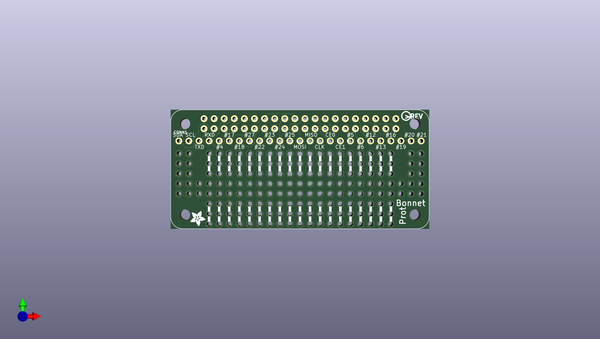 REV
SDA SCL RXD #17 #27 #23 #25 MISO CE0 #5 #12 #16 #20 #21
TXD #4 #18 #22 #24 MOSI CLK CE1 #6 #13 #19
Bonnet
Proto